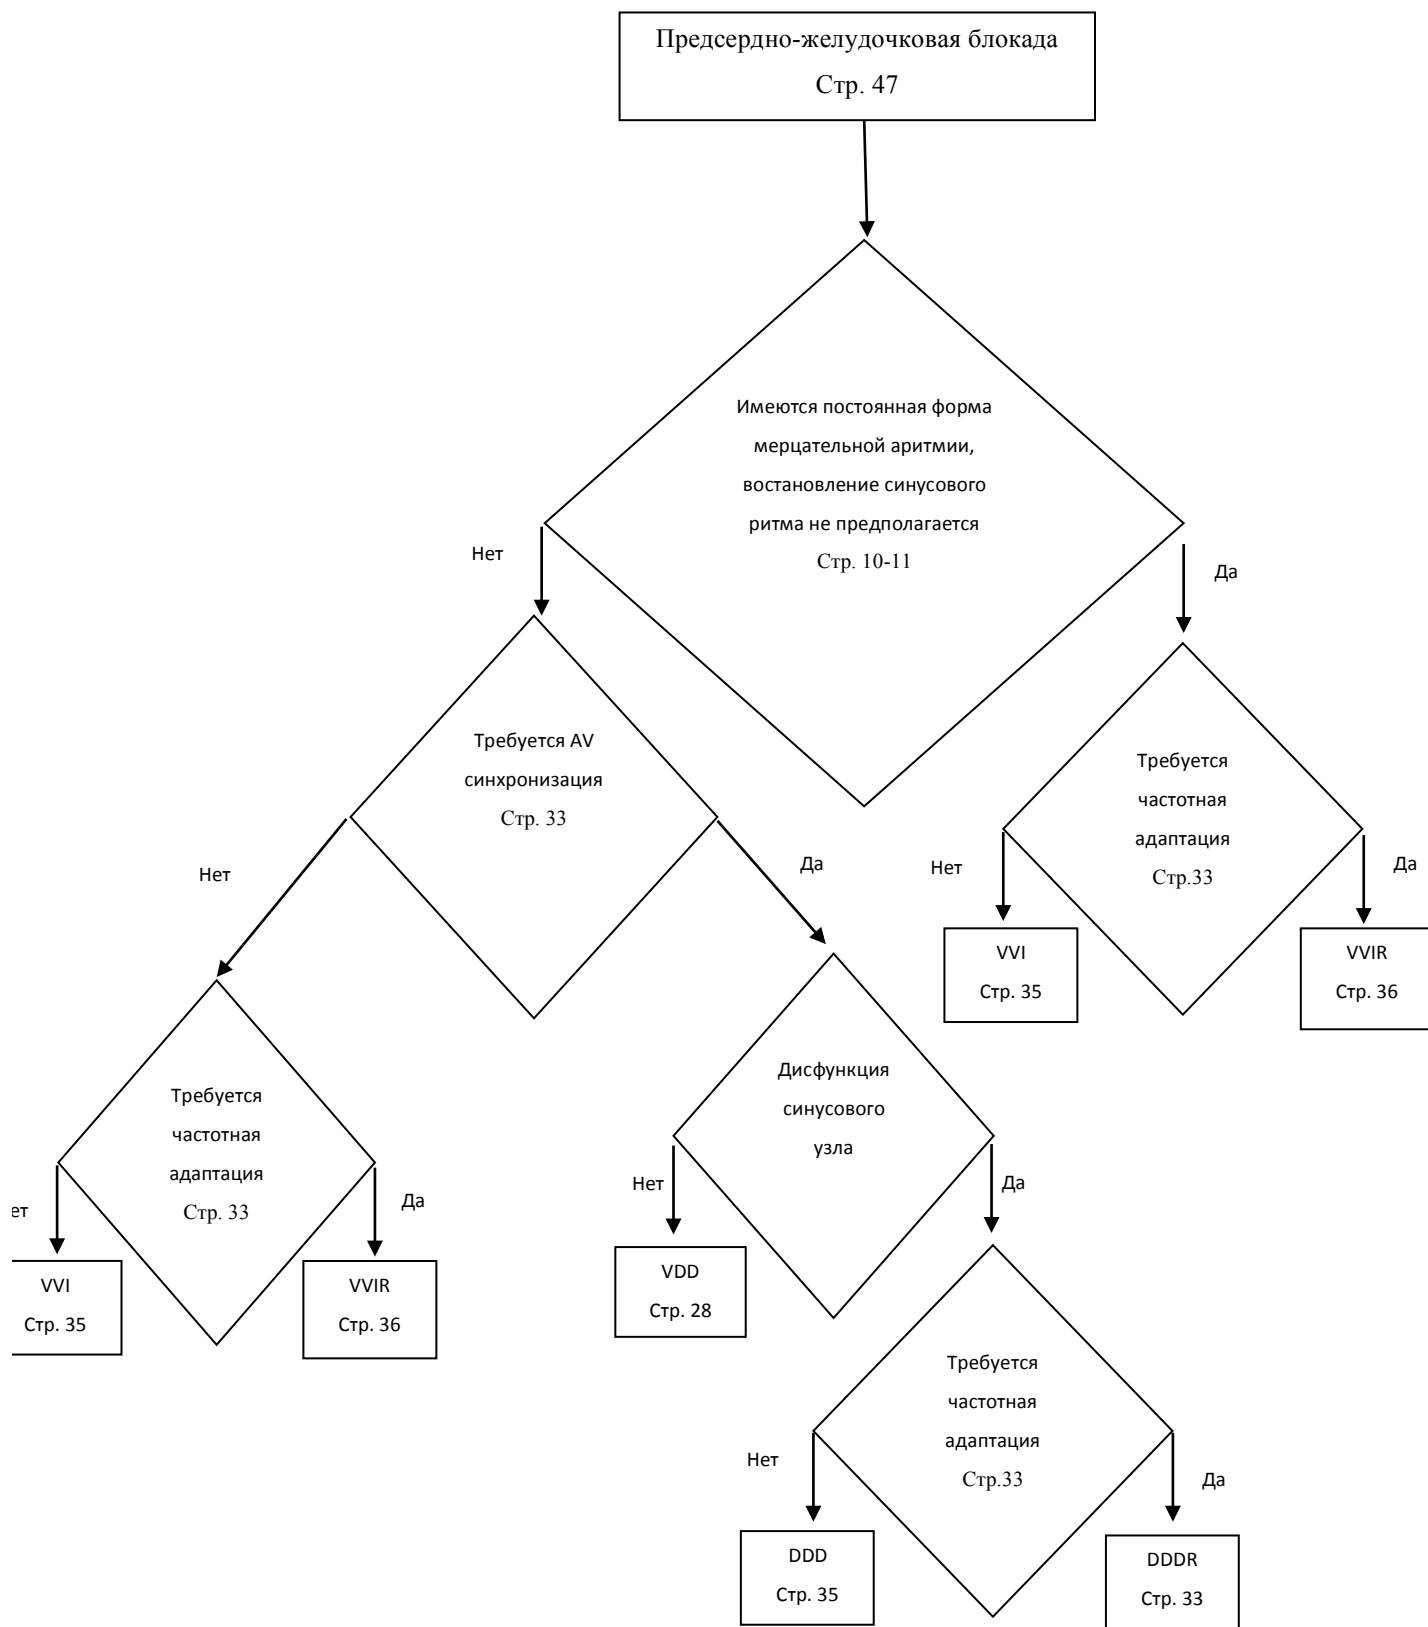 Предсердно-желудочковая блокада
Стр. 47
Имеются постоянная форма
мерцательной аритмии,
востановление синусового
ритма не предполагается
Стр. 10-11
Нет
Да
Требуется AV
синхронизация
Стр. 33
Требуется
частотная
адаптация
Стр.33
Нет
Да
Нет
Да
VVI
Стр. 35
VVIR
Стр. 36
Требуется
частотная
адаптация
Стр. 33
Дисфункция
синусового
узла
ет
Да
Нет
Да
VVI
Стр. 35
VVIR
Стр. 36
VDD
Стр. 28
Требуется
частотная
адаптация
Стр.33
Нет
Да
DDD
Стр. 35
DDDR
Стр. 33